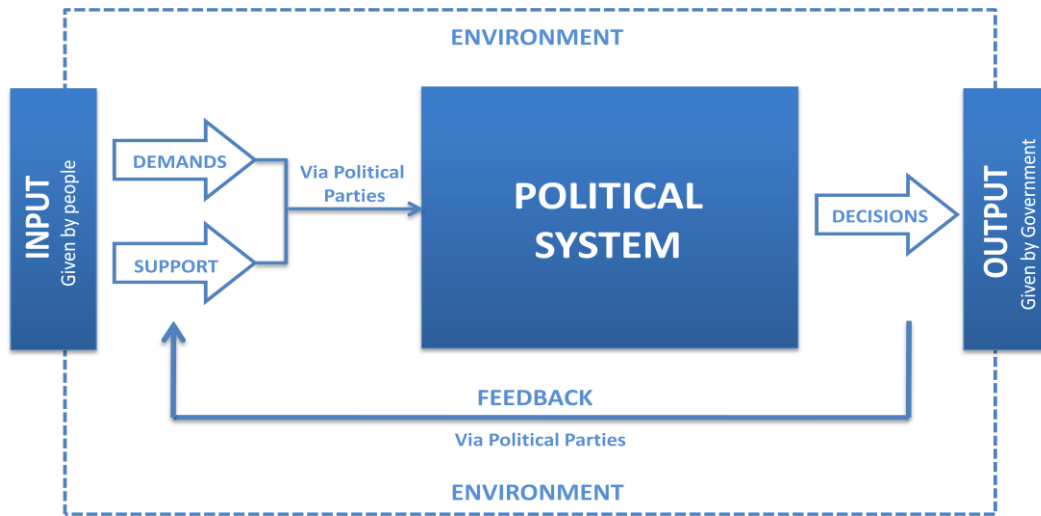 ENVIRONMENT
INPUT
Given by people
DEMANDS
SUPPORT
Via Political
Parties
POLITICAL
SYSTEM
DECISIONS
OUTPUT
Given by Government
FEEDBACK
Via Political Parties
ENVIRONMENT